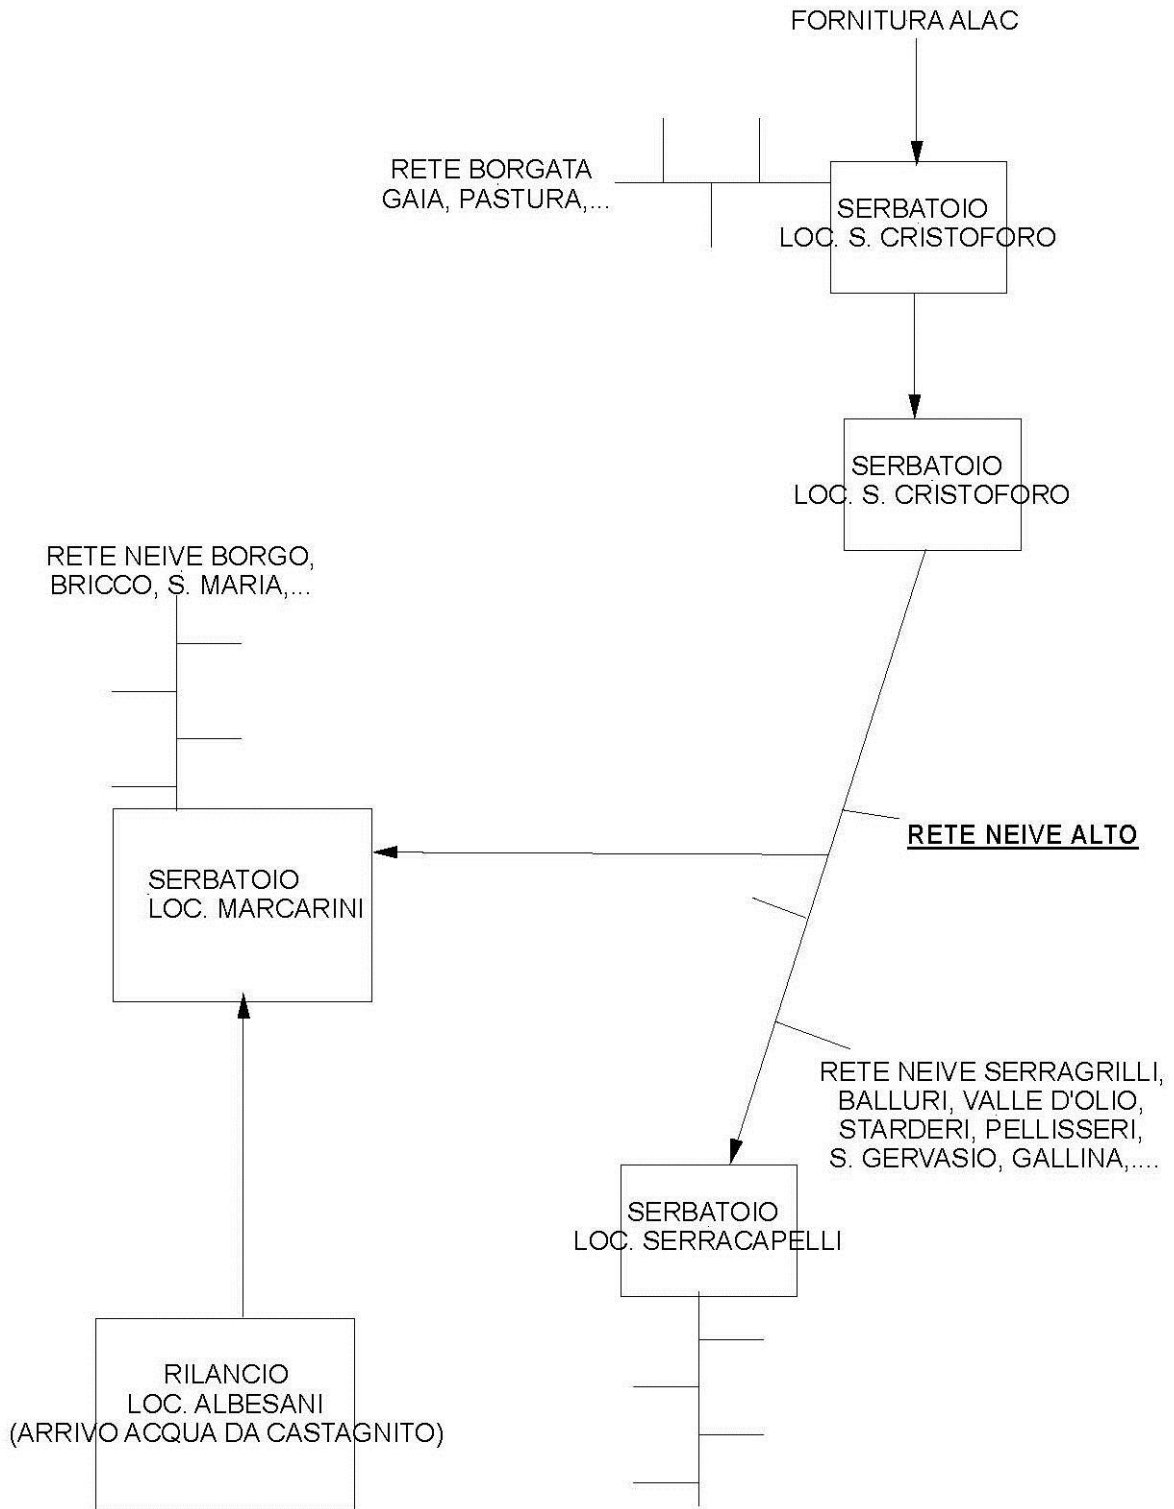 FORNITURA ALAC
RETE BORGATA
GAIA, PASTURA,...
SERBATOIO
LOC. S. CRISTOFORO
SERBATOIO
LOC. S. CRISTOFORO
RETE NEIVE BORGO,
BRICCO, S. MARIA,...
RETE NEIVE ALTO
SERBATOIO
LOC. MARCARINI
RETE NEIVE SERRAGRILLI,
BALLURI, VALLE D'OLIO,
STARDERI, PELLISSERI,
S. GERVASIO, GALLINA,....
SERBATOIO
LOC. SERRACAPELLI
RILANCIO
LOC. ALBESANI
(ARRIVO ACQUA DA CASTAGNITO)